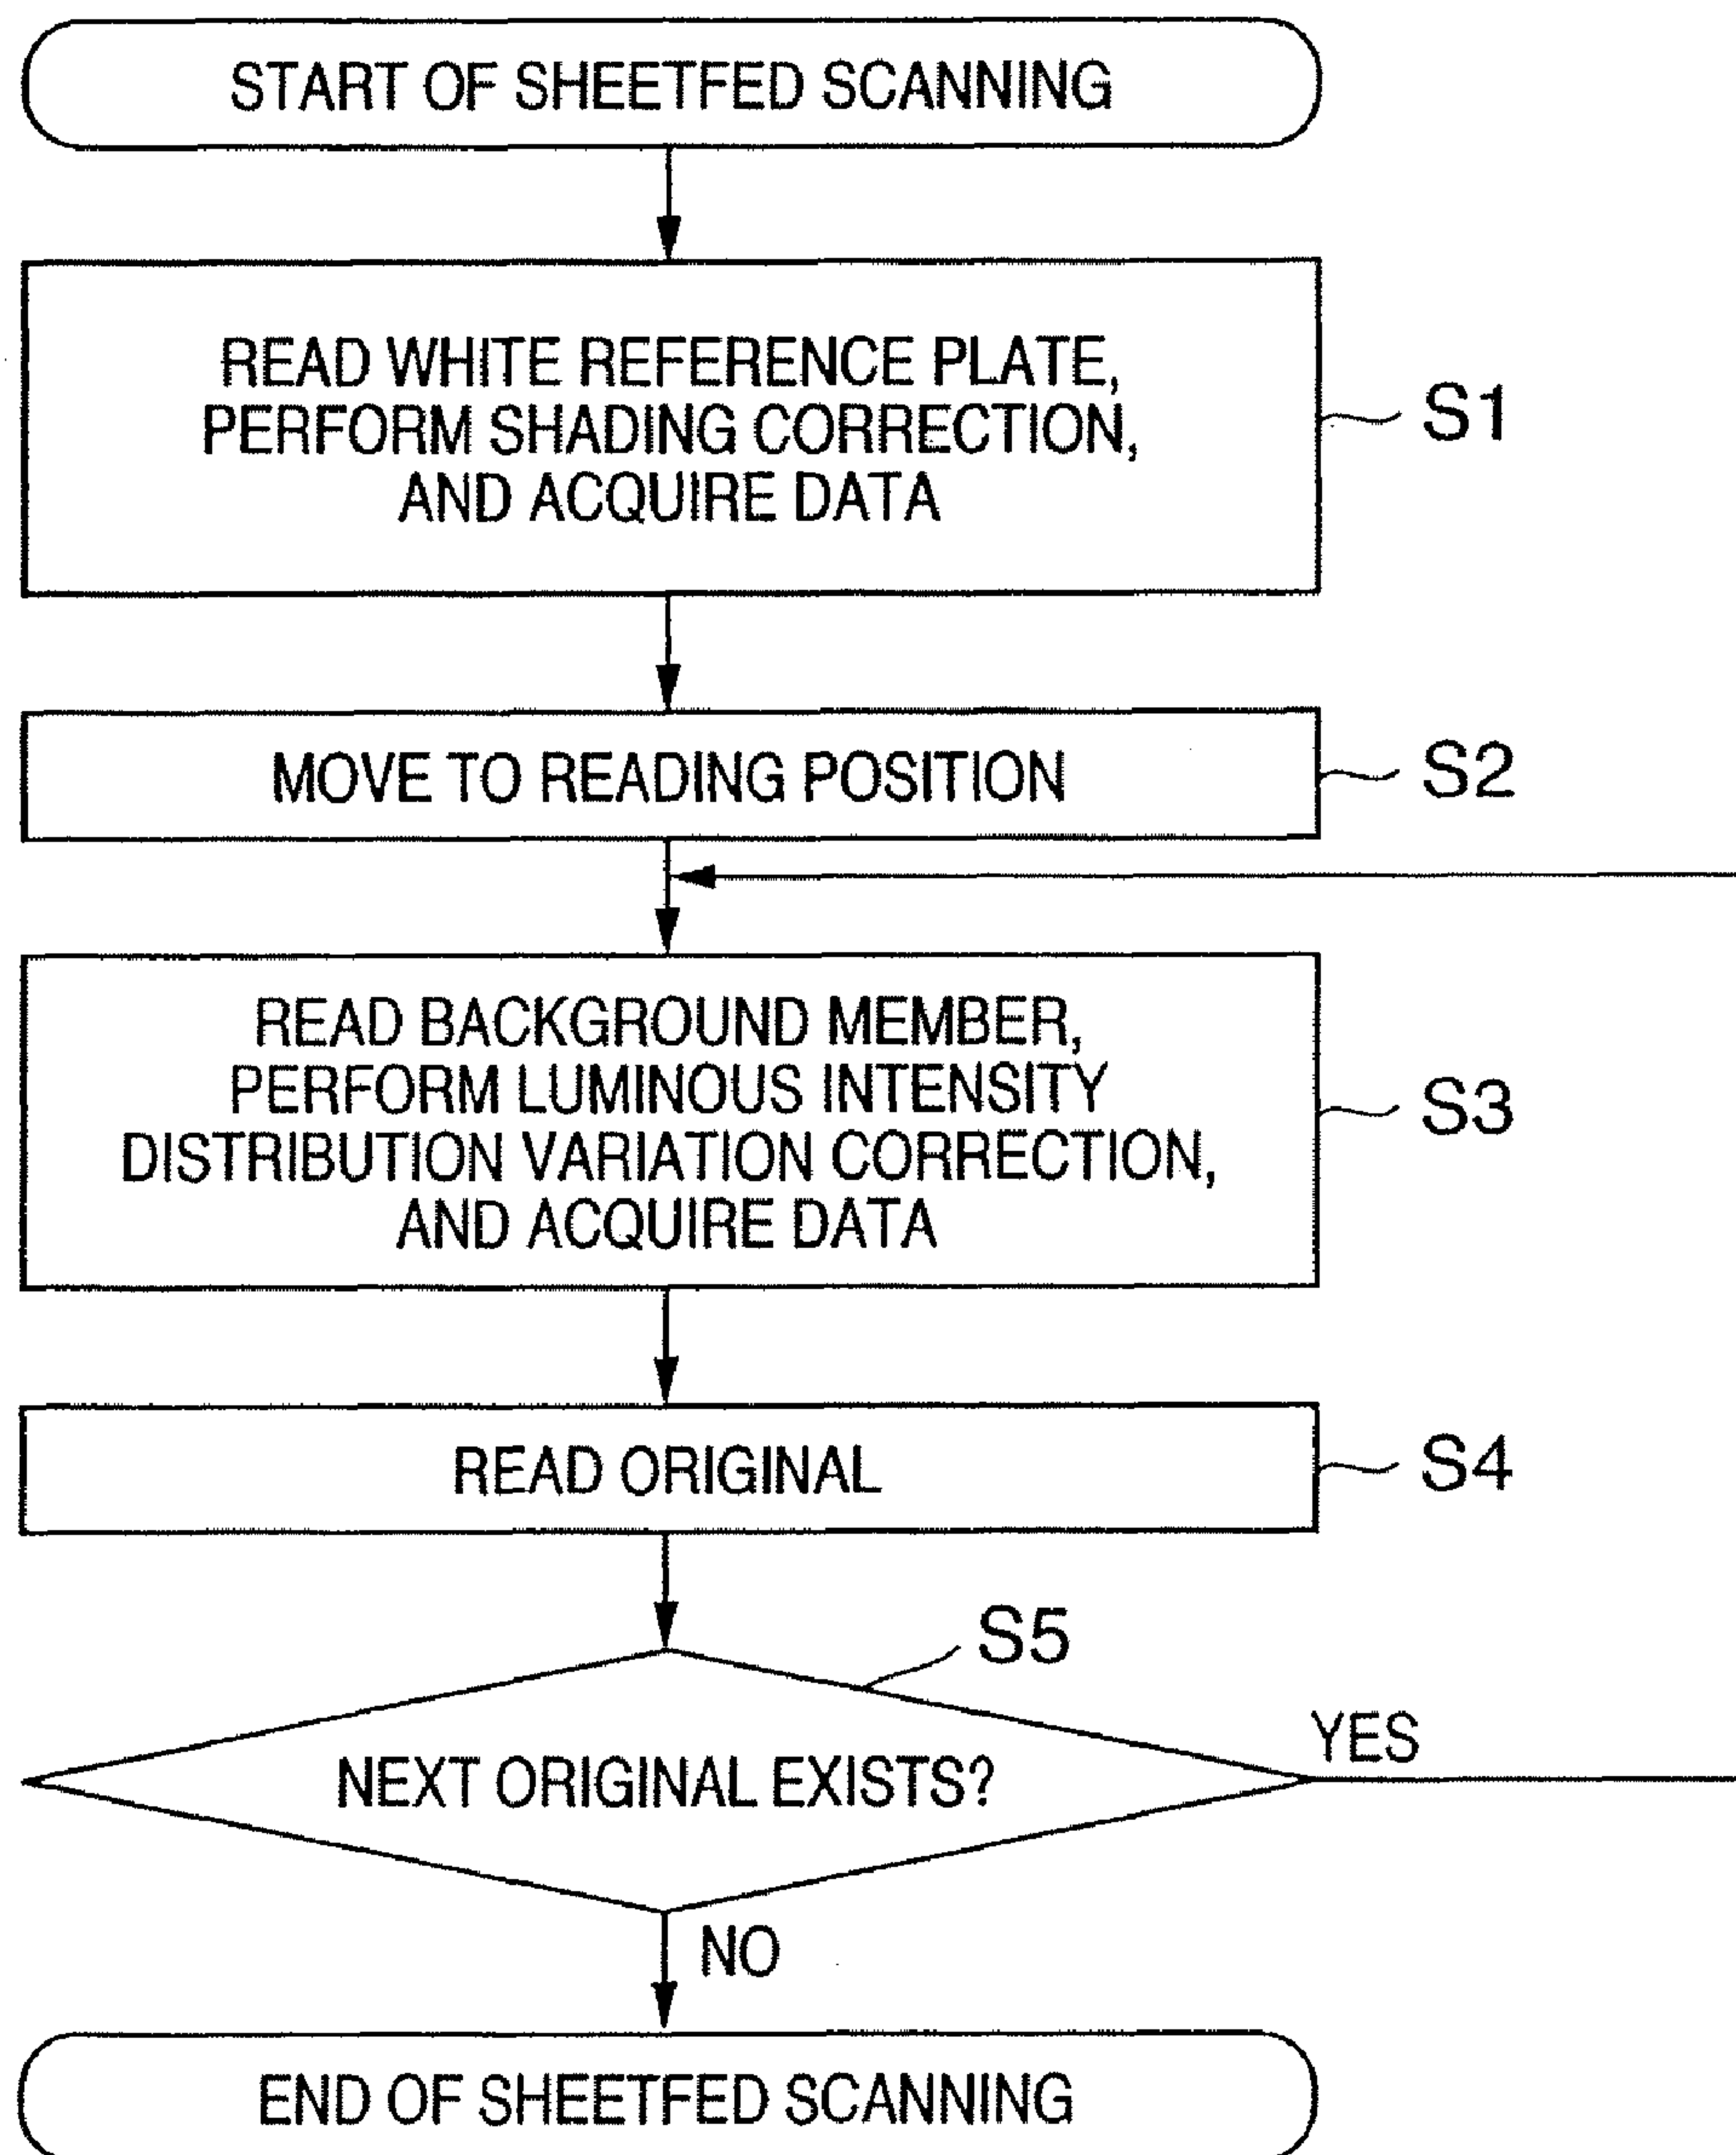 START OF SHEETFED SCANNING
READ WHITE REFERENCE PLATE,
PERFORM SHADING CORRECTION,
AND ACQUIRE DATA
S1
MOVE TO READING POSITION
S2
READ BACKGROUND MEMBER,
PERFORM LUMINOUS INTENSITY
DISTRIBUTION VARIATION CORRECTION,
AND ACQUIRE DATA
S3
READ ORIGINAL
S4
S5
NEXT ORIGINAL EXISTS?
YES
NO
END OF SHEETFED SCANNING